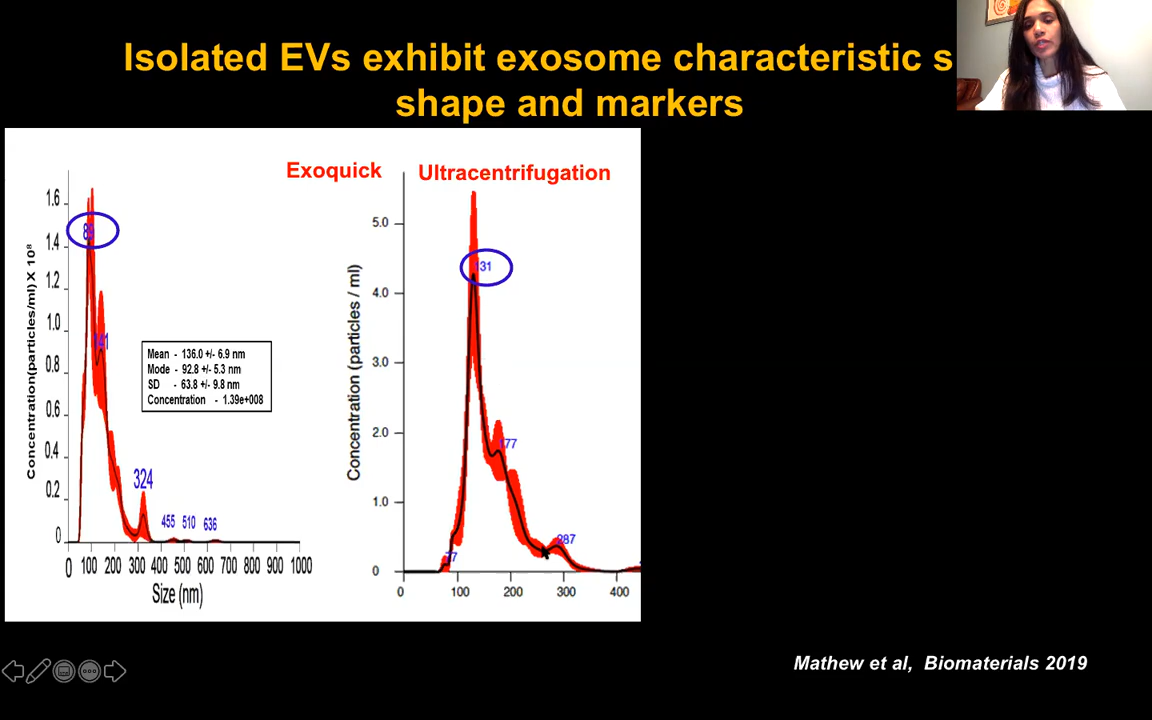 Isolated EVs exhibit exosome characteristic s
shape and markers
Exoquick
Ultracentrifugation
Concentration(particles/ml) X 10⁸
1.6
1.4
1.2
1.0
0.8
0.6
0.4
0.2
0
89
141
324
455
510
636
Mean - 136.0 +/- 6.9 nm
Mode - 92.8 +/- 5.3 nm
SD - 63.8 +/- 9.8 nm
Concentration - 1.39e+008
0 100 200 300 400 500 600 700 800 900 1000
Size (nm)
Concentration (particles / ml)
5.0
4.0
3.0
2.0
1.0
0
131
177
77
287
0 100 200 300 400
Mathew et al, Biomaterials 2019